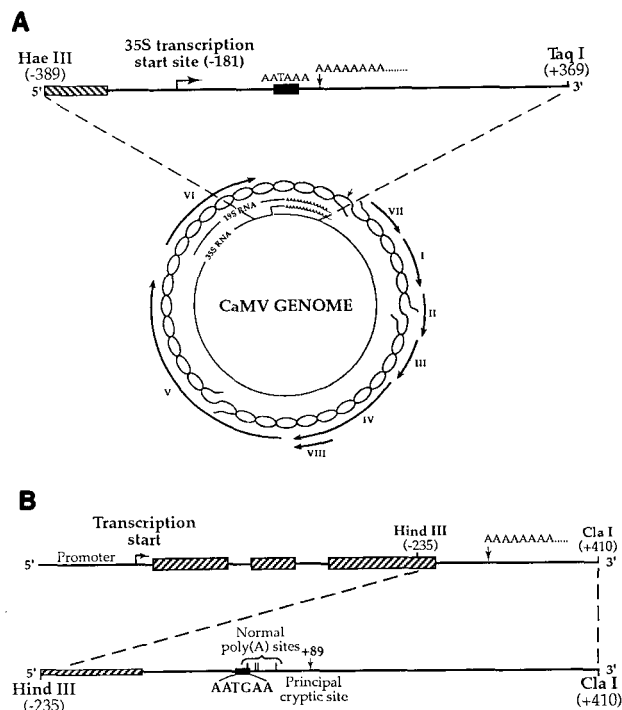 A
35S transcription
start site (-181)
Hae III
(-389)
AATAAA
AAAAAAAA........
Taq I
(+369)
5'
3'
VI
19S RNA
35S RNA
VII
I
CaMV GENOME
II
III
V
IV
VIII
B
Transcription
start
Hind III
(-235)
AAAAAAAA.....
Cla I
(+410)
5'
Promoter
3'
Normal
poly(A) sites
+89
5'
3'
Hind III
(-235)
AATGAA
Principal
cryptic site
Cla I
(+410)